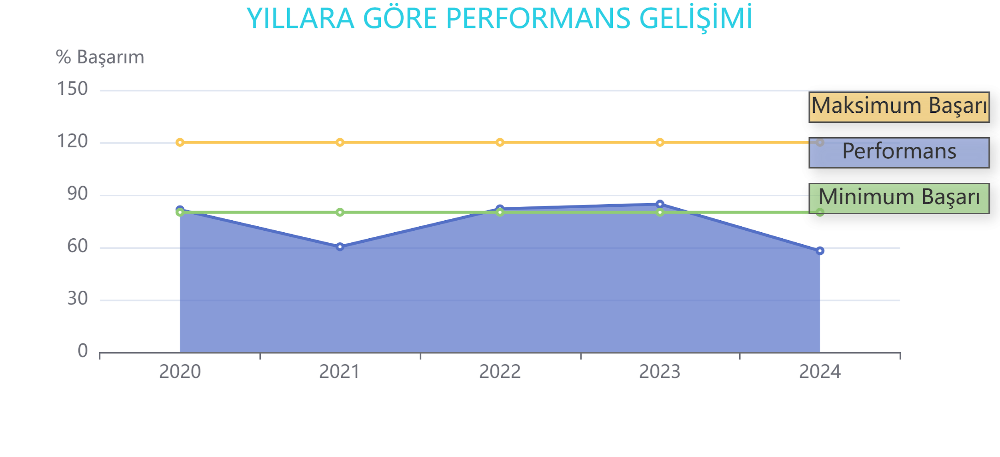 YILLARA GÖRE PERFORMANS GELİŞİMİ
% Başarım
150
Maksimum Başarı
120
Performans
90
Minimum Başarı
60
30
0
2020 2021 2022 2023 2024